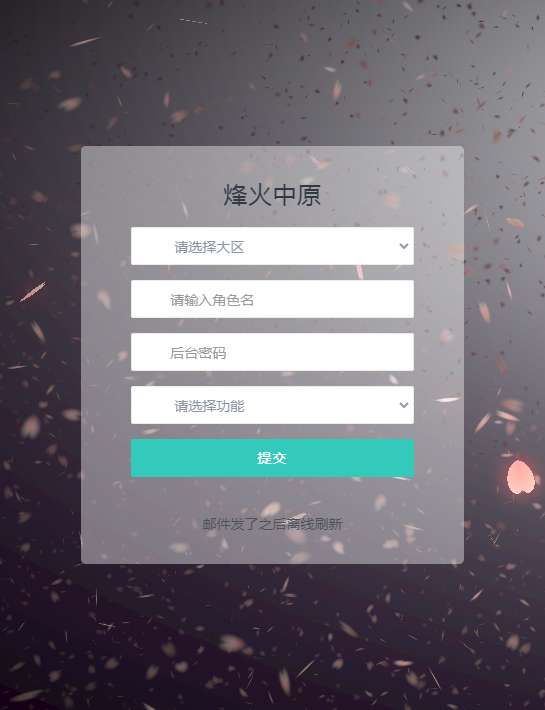 烽火中原
请选择大区
请输入角色名
后台密码
请选择功能
提交
邮件发了之后离线刷新